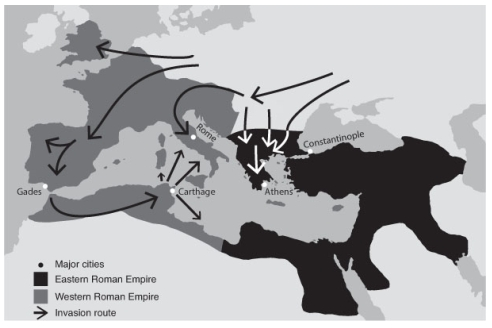 Rome
Constantinople
Gades
Carthage
Athens
Major cities
Eastern Roman Empire
Western Roman Empire
Invasion route